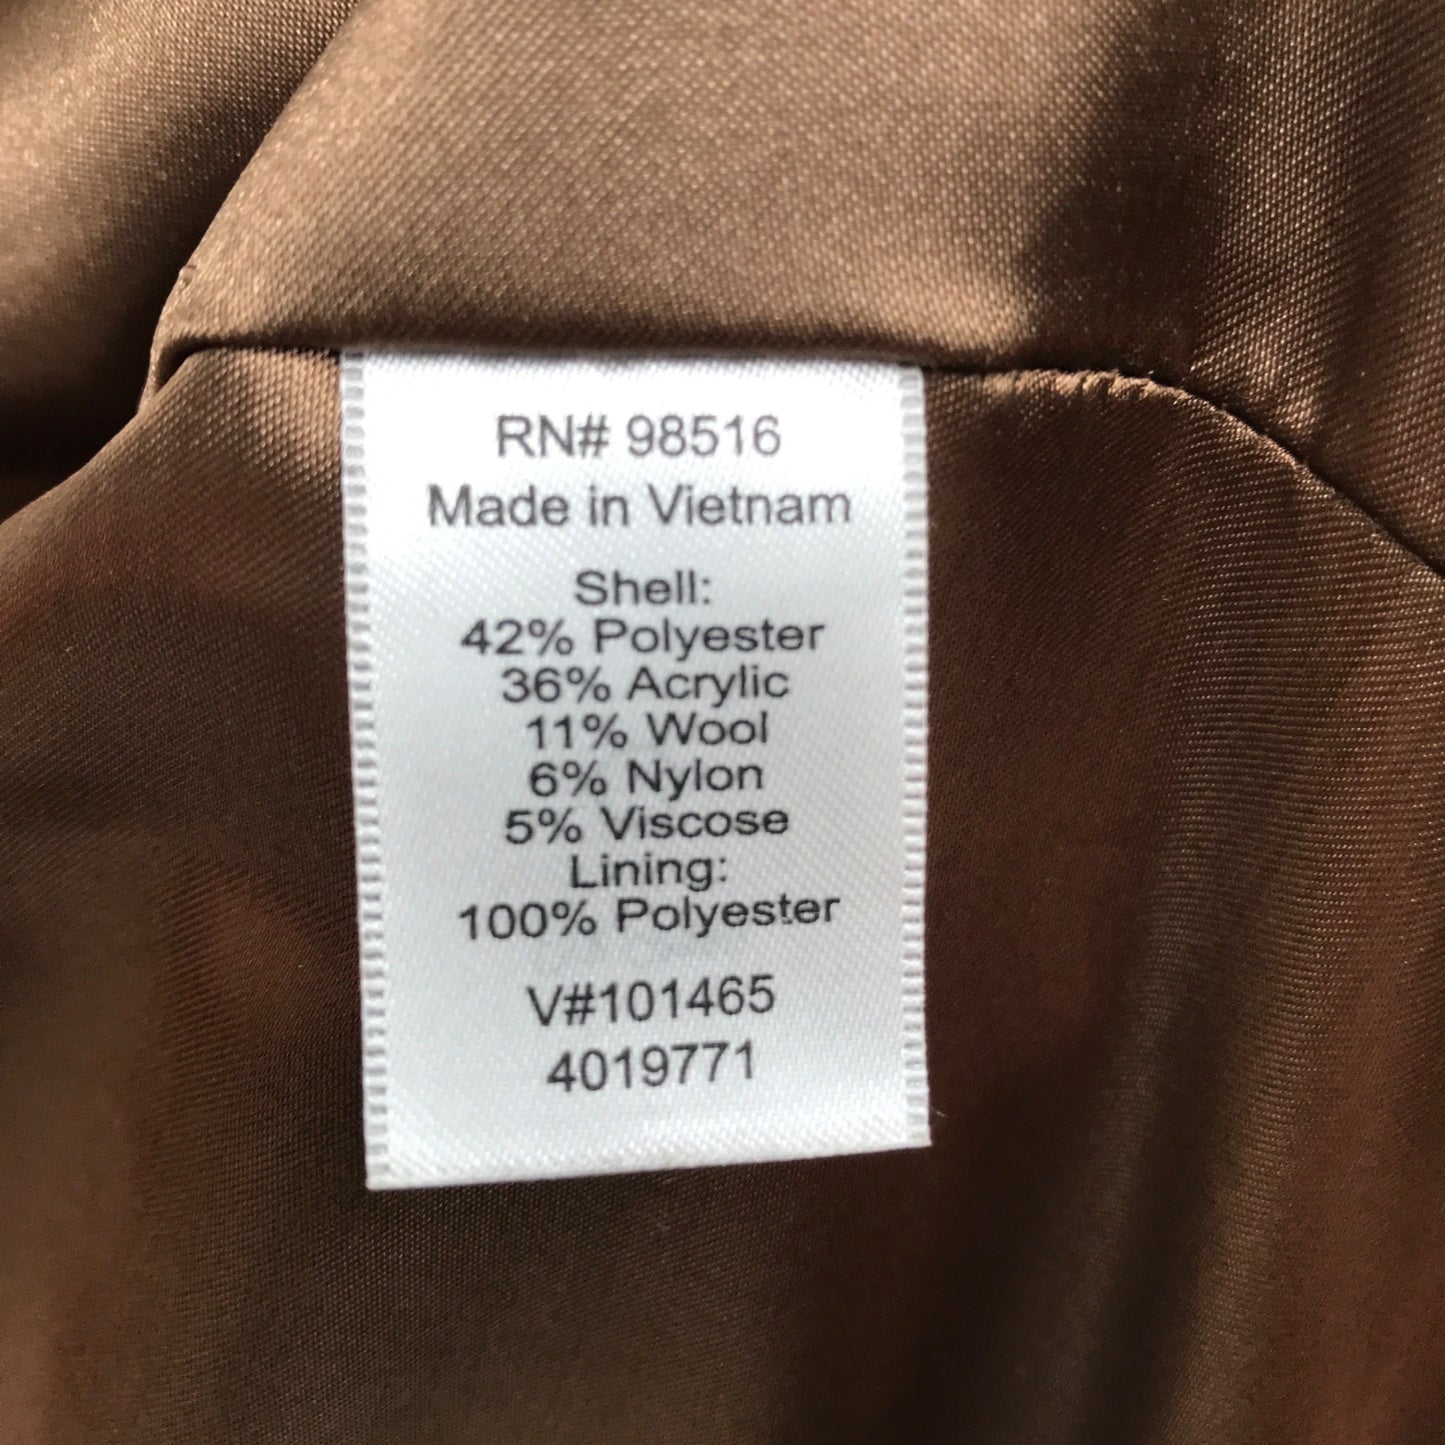 RN# 98516
Made in Vietnam
Shell:
42% Polyester
36% Acrylic
11% Wool
6% Nylon
5% Viscose
Lining:
100% Polyester
V#101465
4019771